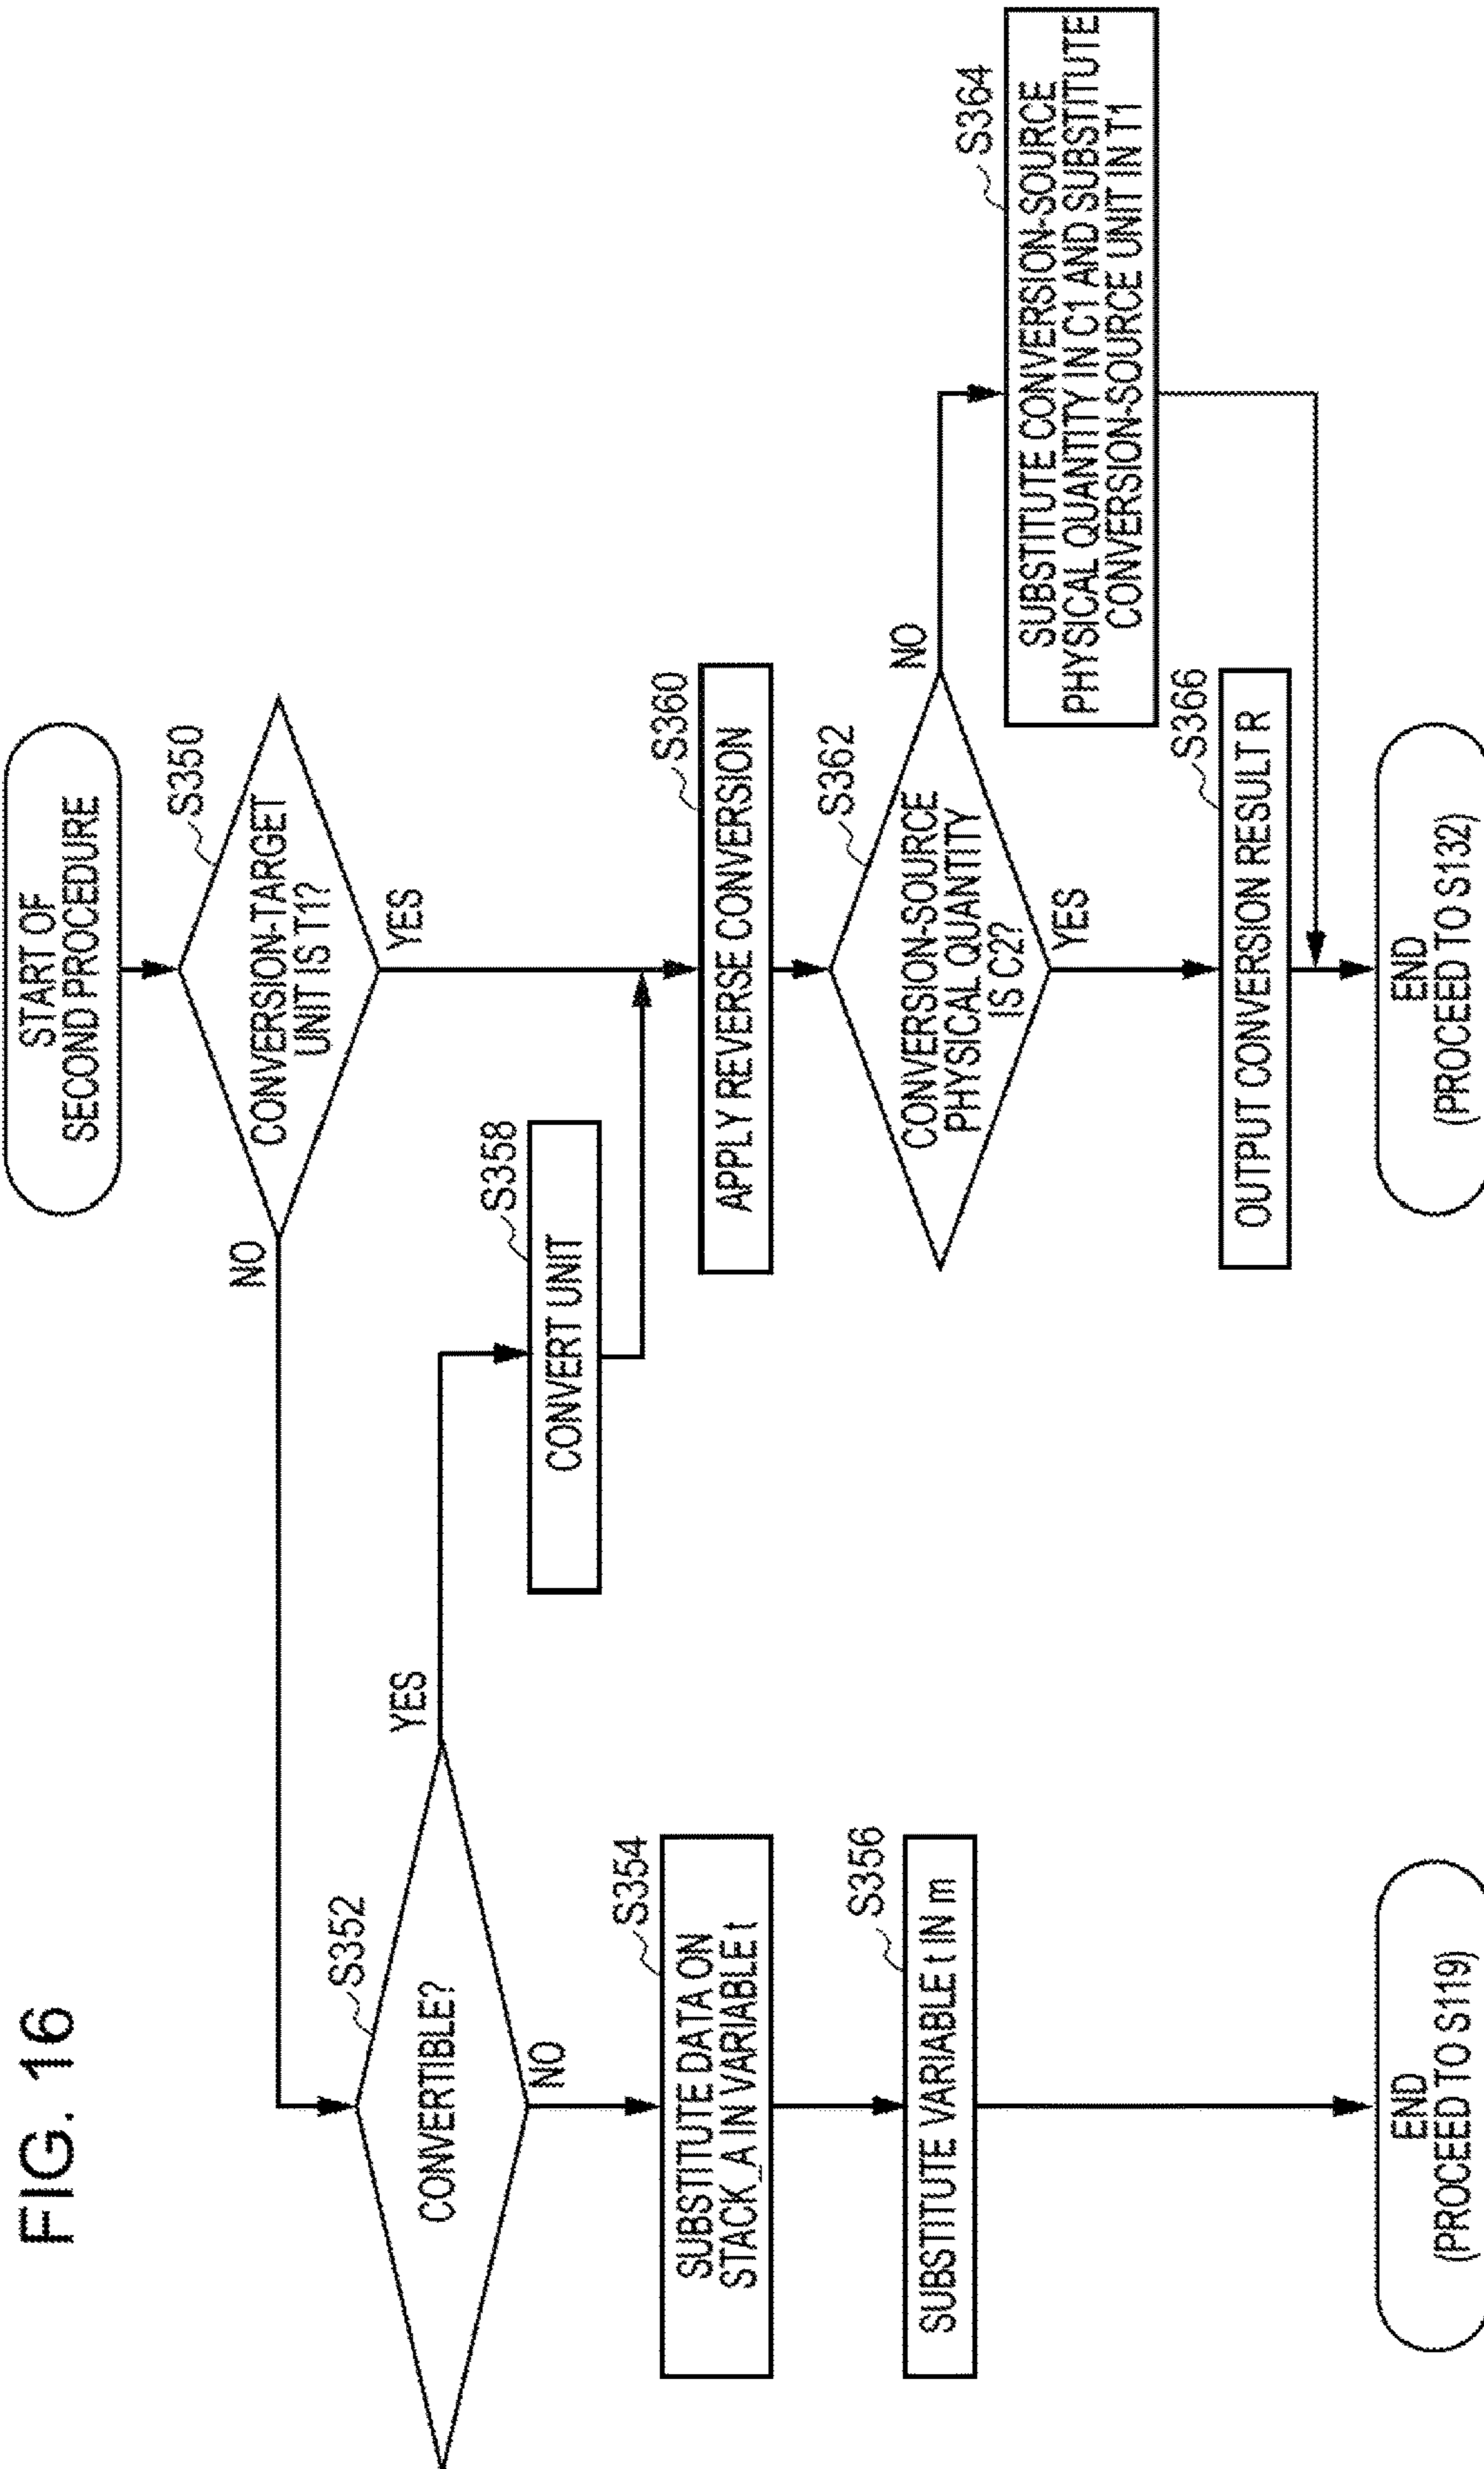 FIG. 16
START OF
SECOND PROCEDURE
S350
CONVERSION-TARGET
UNIT IS T1?
NO
YES
S352
CONVERTIBLE?
YES
NO
S354
SUBSTITUTE DATA ON
STACK_A IN VARIABLE t
S356
SUBSTITUTE VARIABLE t IN m
END
(PROCEED TO S119)
S358
CONVERT UNIT
S360
APPLY REVERSE CONVERSION
S362
CONVERSION-SOURCE
PHYSICAL QUANTITY
IS C2?
NO
YES
S364
SUBSTITUTE CONVERSION-SOURCE
PHYSICAL QUANTITY IN C1 AND SUBSTITUTE
CONVERSION-SOURCE UNIT IN T1
S366
OUTPUT CONVERSION RESULT R
END
(PROCEED TO S132)